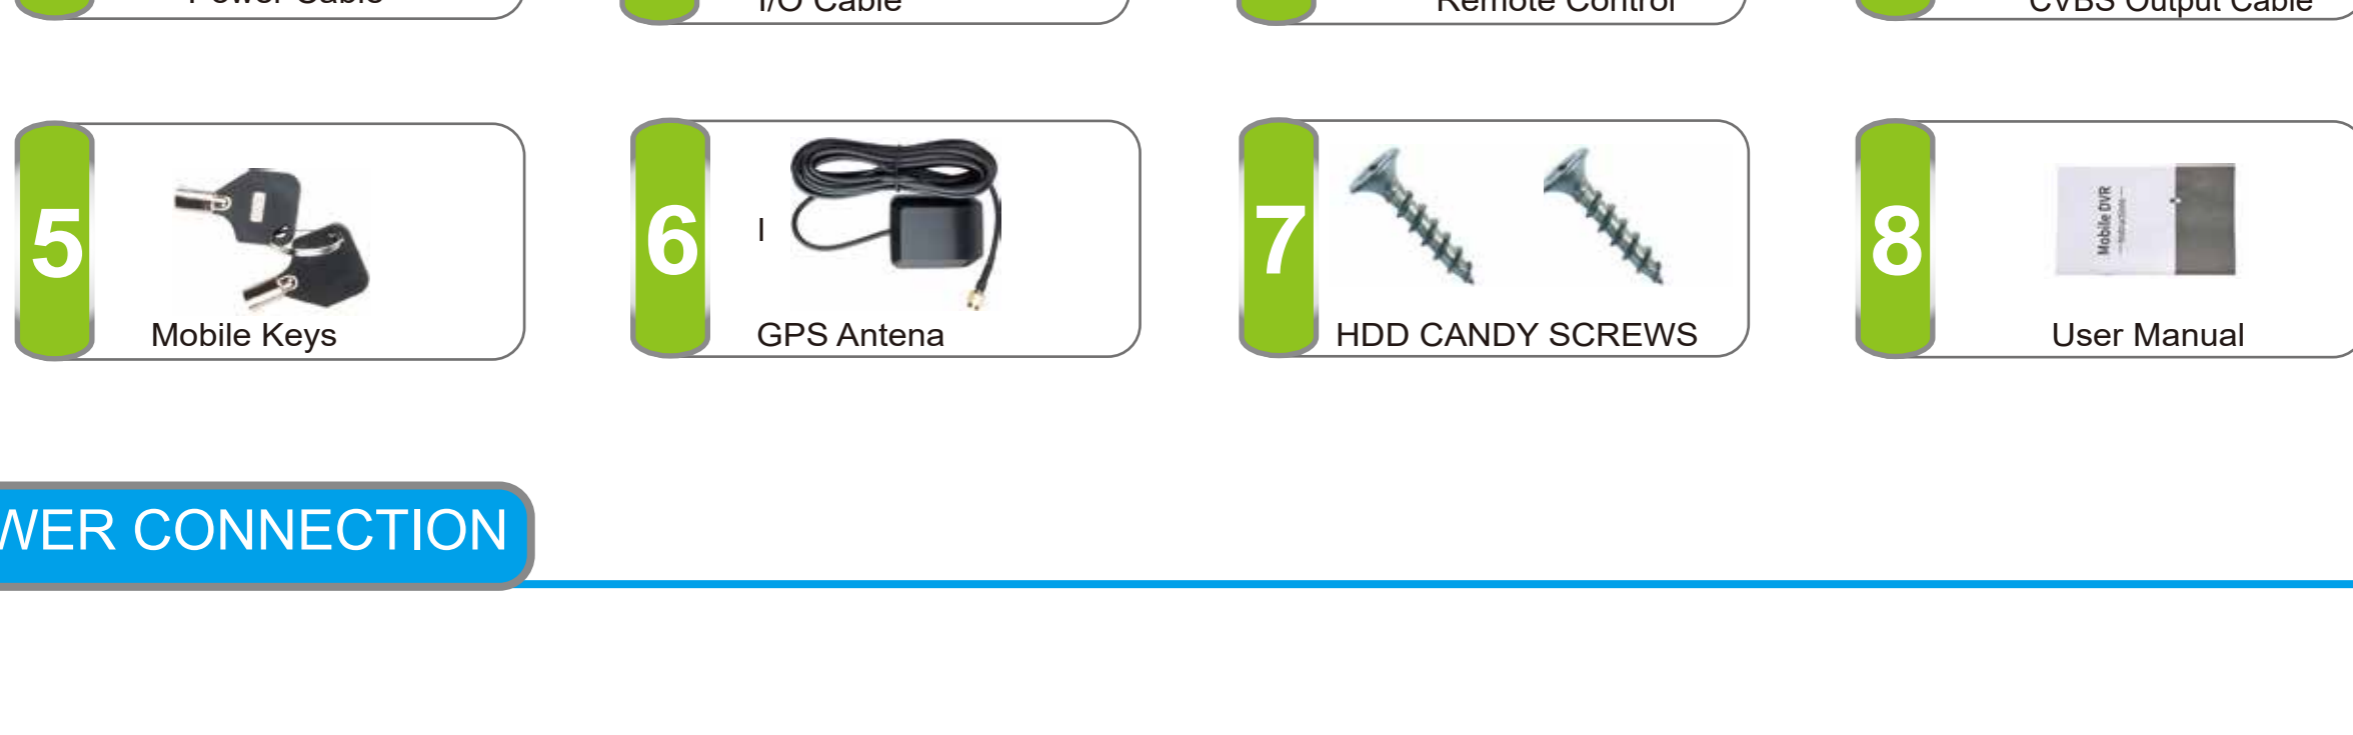 Power Cable
I/O Cable
Remote Control
CVBS Output Cable
5
Mobile Keys
6
I
GPS Antena
7
HDD CANDY SCREWS
8
Mobile DVR
Instructions
User Manual
WER CONNECTION